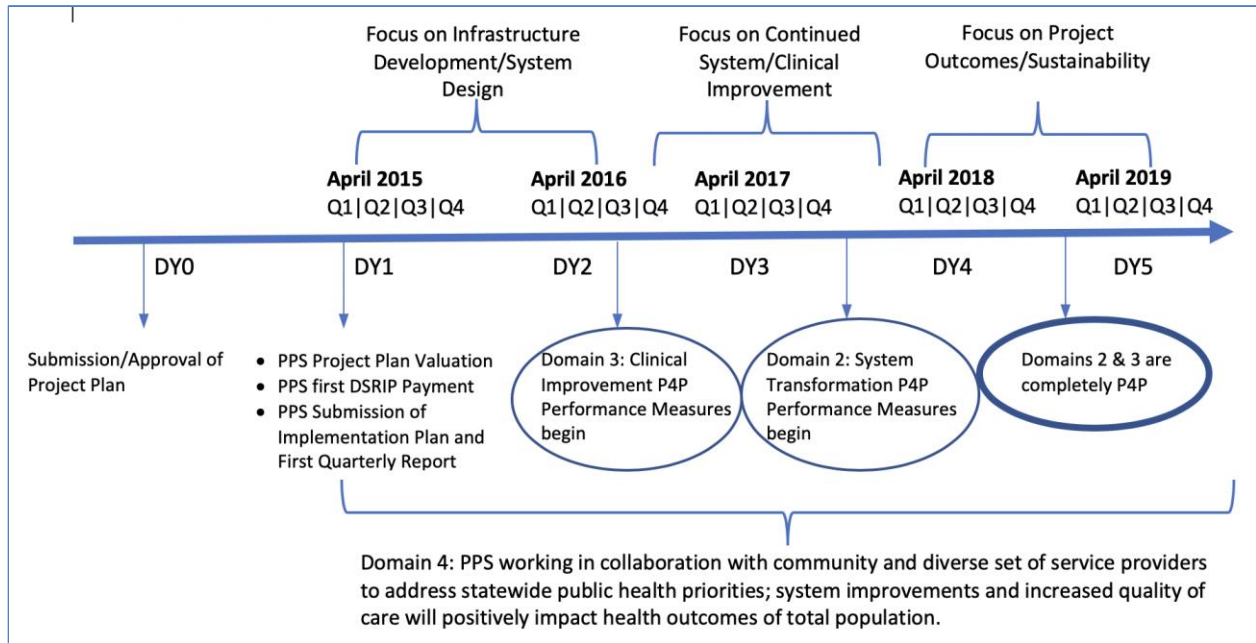 Focus on Infrastructure
Development/System
Design
Focus on Continued
System/Clinical
Improvement
Focus on Project
Outcomes/Sustainability
April 2015
Q1|Q2|Q3|Q4
April 2016
Q1|Q2|Q3|Q4
April 2017
Q1|Q2|Q3|Q4
April 2018
Q1|Q2|Q3|Q4
April 2019
Q1|Q2|Q3|Q4
DY0
DY1
DY2
DY3
DY4
DY5
Submission/Approval of
Project Plan
• PPS Project Plan Valuation
• PPS first DSRIP Payment
• PPS Submission of
Implementation Plan and
First Quarterly Report
Domain 3: Clinical
Improvement P4P
Performance Measures
begin
Domain 2: System
Transformation P4P
Performance Measures
begin
Domains 2 & 3 are
completely P4P
Domain 4: PPS working in collaboration with community and diverse set of service providers
to address statewide public health priorities; system improvements and increased quality of
care will positively impact health outcomes of total population.